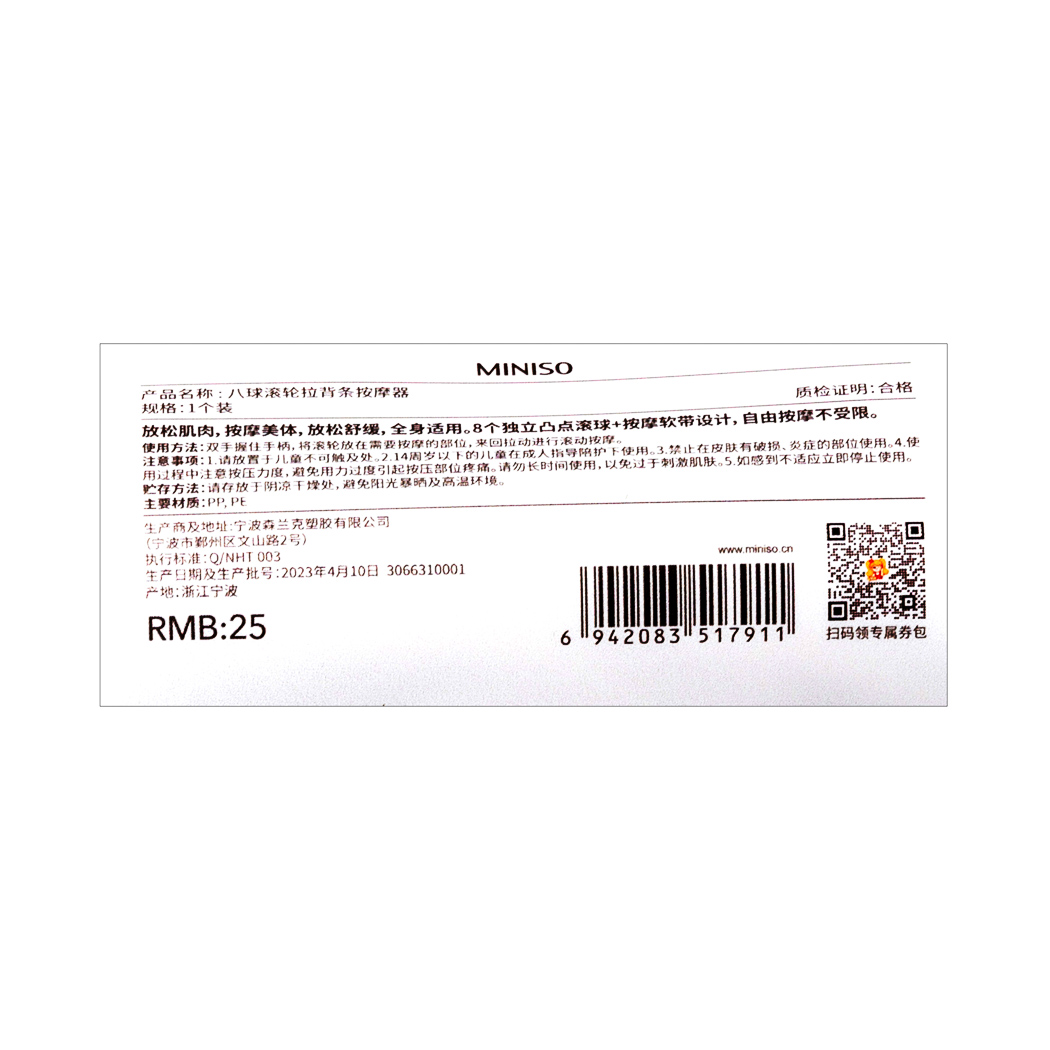 MINISO
产品名称：八球滚轮拉背条按摩器
质检证明：合格
规格：1个装
放松肌肉，按摩美体，放松舒缓，全身适用。8个独立凸点滚球+按摩软带设计，自由按摩不受限。
使用方法：双手握住手柄，将滚轮放在需要按摩的部位，来回拉动进行滚动按摩。
注意事项：1.请放置于儿童不可触及处。2.14周岁以下的儿童在成人指导陪护下使用。3.禁止在皮肤有破损、炎症的部位使用。4.使
用过程中注意按压力度，避免用力过度引起按压部位疼痛。请勿长时间使用，以免过于刺激肌肤。5.如感到不适应立即停止使用。
贮存方法：请存放于阴凉干燥处，避免阳光暴晒及高温环境。
主要材质：PP, PE
生产商及地址：宁波森兰克塑胶有限公司
（宁波市鄞州区文山路2号）
执行标准：Q/NHT 003
生产日期及生产批号：2023年4月10日 3066310001
产地：浙江宁波
RMB:25
www.miniso.cn
6 942083 517911
扫码领专属券包